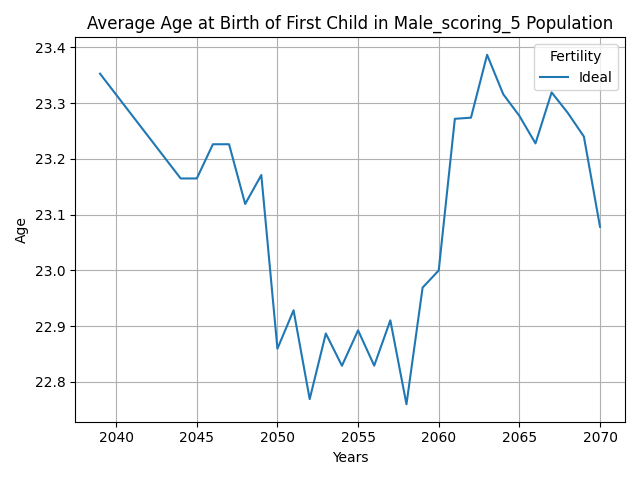 Average Age at Birth of First Child in Male_scoring_5 Population
Fertility
Ideal
Age
23.4
23.3
23.2
23.1
23.0
22.9
22.8
2040 2045 2050 2055 2060 2065 2070
Years